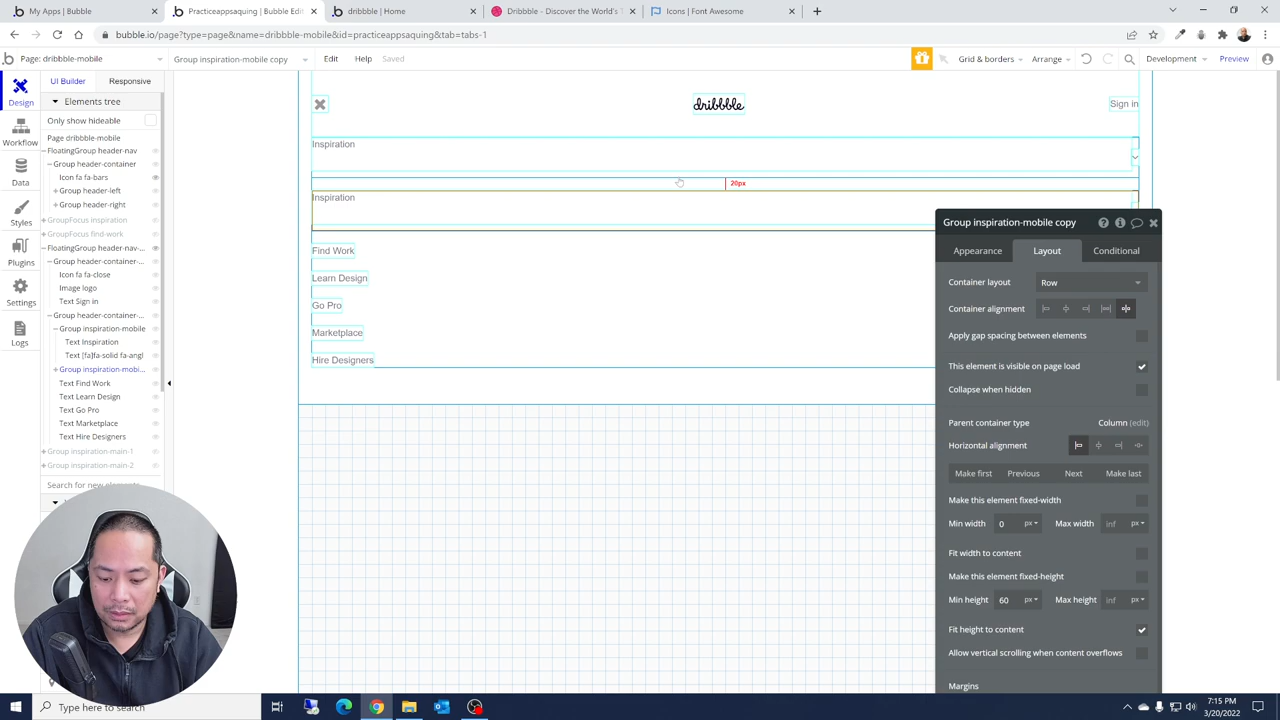 Practiceappsaquing | Bubble E
Practiceappsaquing | Bubble E
Home
Dribbble - Discover the World's T
Icons | Font Awesome
bubble.io/page?type=page&name=dribbble-mobile&id=practiceappsaquing&tab=tabs-1
Page: dribbble-mobile
Group inspiration-mobile copy
Edit
Help
Saved
Grid & borders
Arrange
Development
Preview
Design
Workflow
Data
Styles
Plugins
Settings
Logs
UI Builder
Responsive
Elements tree
Only show hideable
Page dribbble-mobile
FloatingGroup header-nav
Group header-container
Icon fa fa-bars
Group header-left
Group header-right
GroupFocus inspiration
GroupFocus find-work
FloatingGroup header-nav-...
Group header-container-...
Icon fa fa-close
Image logo
Text Sign in
Group header-container-...
Group inspiration-mobile
Text Inspiration
Text [fa]fa-solid fa-angl
Group inspiration-mobi...
Text Find Work
Text Learn Design
Text Go Pro
Text Marketplace
Text Hire Designers
Group inspiration-main-1
Group inspiration-main-2
Search for new elements...
dribbble
Sign in
Inspiration
20px
Inspiration
Find Work
Learn Design
Go Pro
Marketplace
Hire Designers
Group inspiration-mobile copy
Appearance
Layout
Conditional
Container layout
Row
Container alignment
Apply gap spacing between elements
This element is visible on page load
Collapse when hidden
Parent container type
Column (edit)
Horizontal alignment
Make first
Previous
Next
Make last
Make this element fixed-width
Min width 0 px
Max width inf px
Fit width to content
Make this element fixed-height
Min height 60 px
Max height inf px
Fit height to content
Allow vertical scrolling when content overflows
Margins
Type here to search
7:15 PM
3/20/2022